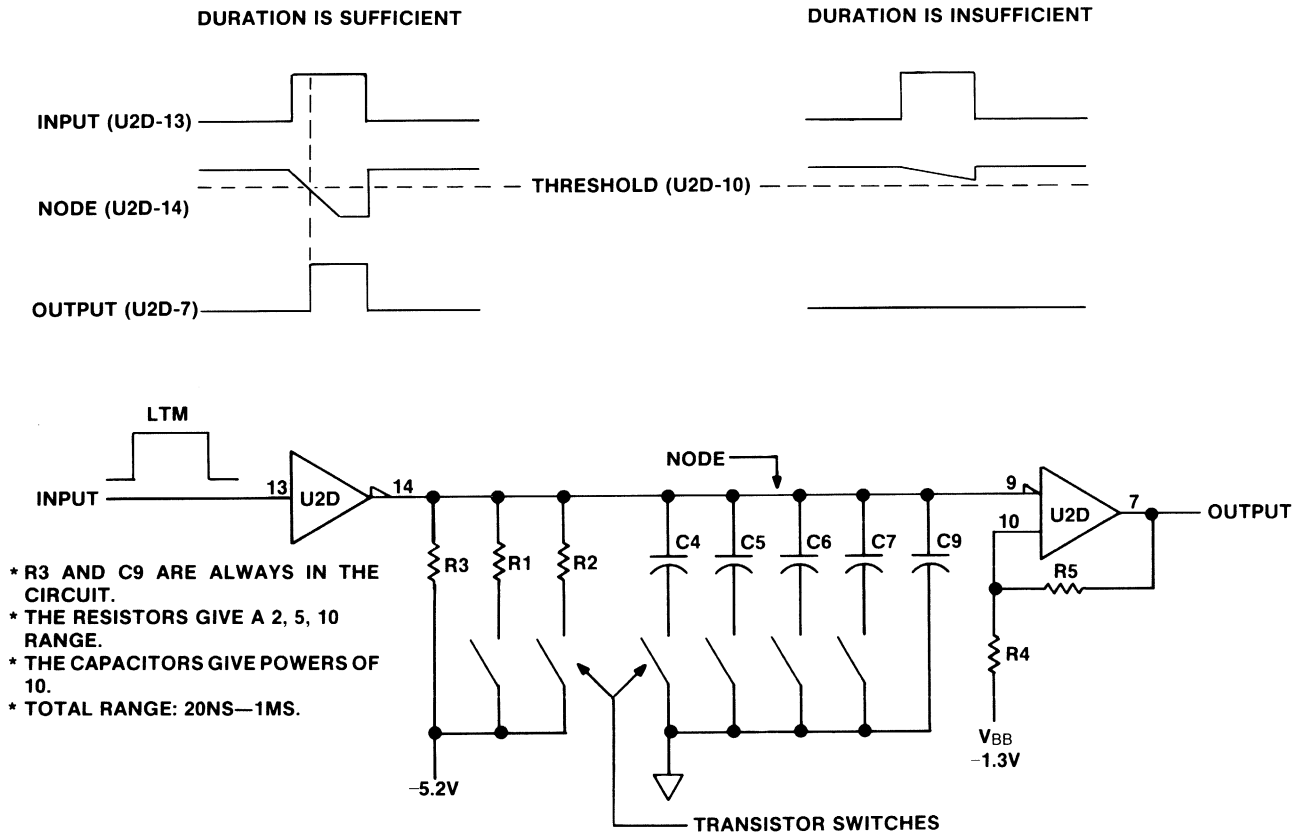 DURATION IS SUFFICIENT
DURATION IS INSUFFICIENT
INPUT (U2D-13)
THRESHOLD (U2D-10)
NODE (U2D-14)
OUTPUT (U2D-7)
LTM
NODE
INPUT
13
U2D
14
9
10
U2D
7
OUTPUT
R3
R1
R2
C4
C5
C6
C7
C9
R5
R4
* R3 AND C9 ARE ALWAYS IN THE
CIRCUIT.
* THE RESISTORS GIVE A 2, 5, 10
RANGE.
* THE CAPACITORS GIVE POWERS OF
10.
* TOTAL RANGE: 20NS—1MS.
VBB
−1.3V
−5.2V
TRANSISTOR SWITCHES